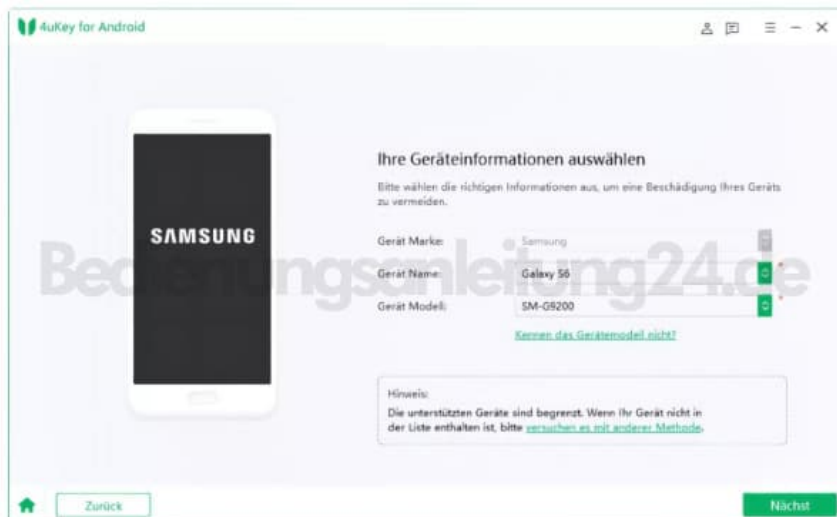 4uKey for Android
SAMSUNG
Ihre Geräteinformationen auswählen
Bitte wählen die richtigen Informationen aus, um eine Beschädigung Ihres Geräts
zu vermeiden.
Gerät Marke: Samsung
Gerät Name: Galaxy S6
Gerät Modell: SM-G9200
Kennen das Gerätemodell nicht?
Bedienungsanleitung24.de
Hinweis:
Die unterstützten Geräte sind begrenzt. Wenn Ihr Gerät nicht in
der Liste enthalten ist, bitte versuchen es mit anderer Methode.
Zurück
Nächst